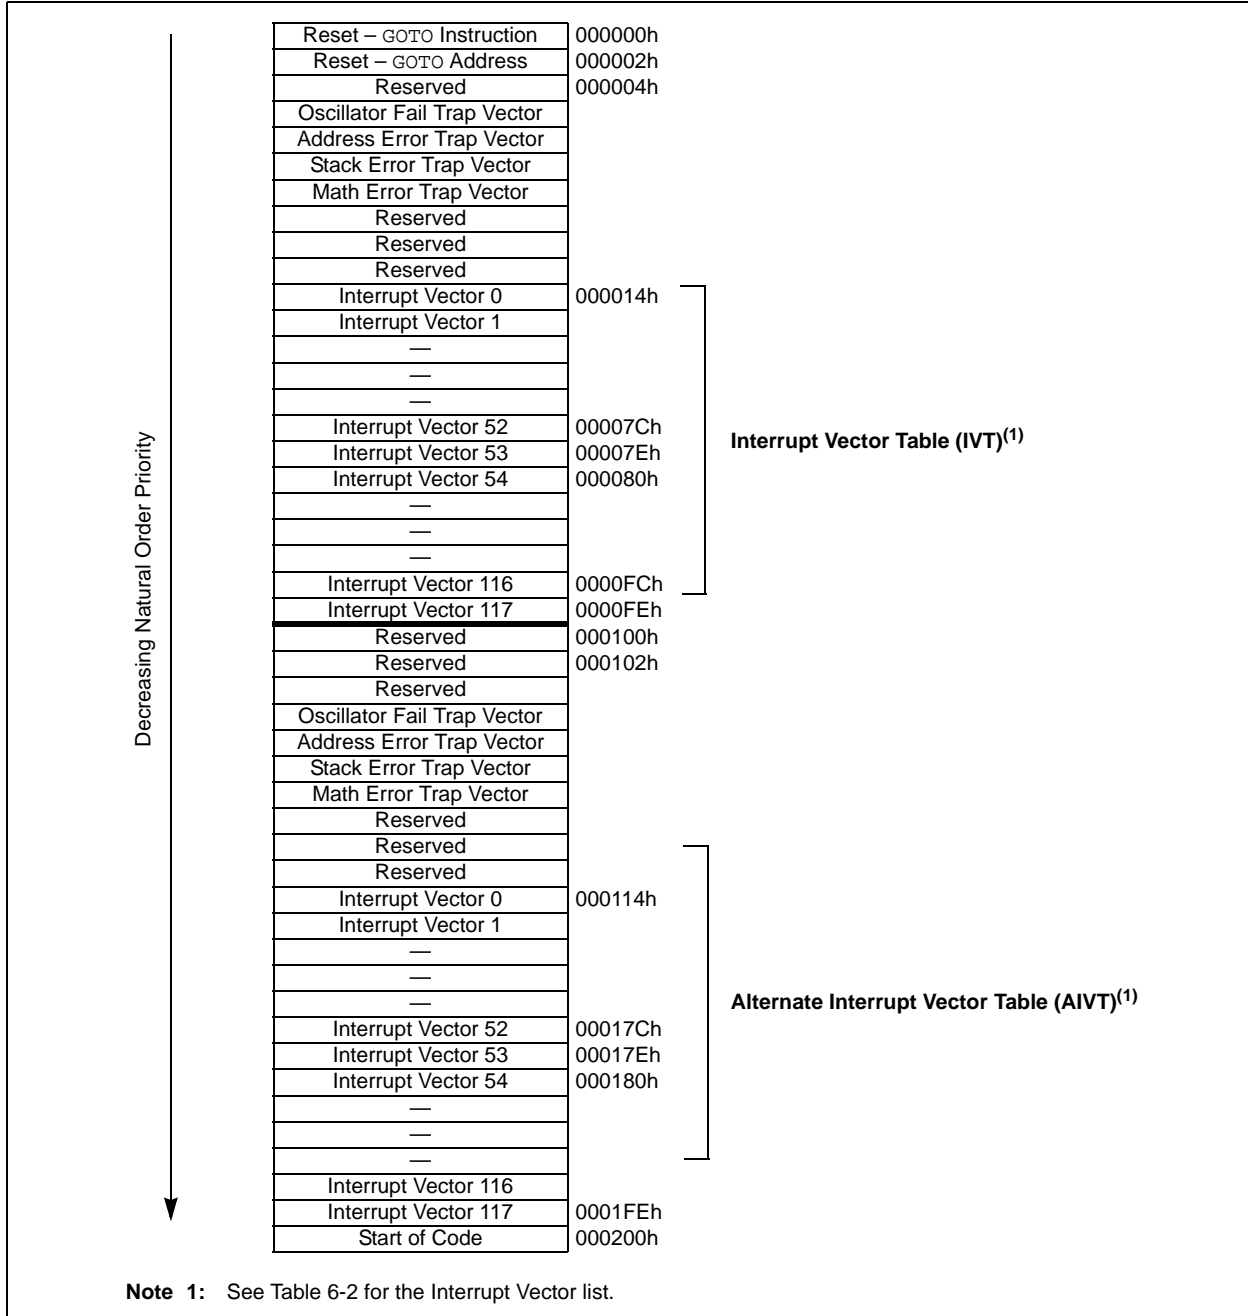 Reset – GOTO Instruction 000000h
Reset – GOTO Address 000002h
Reserved 000004h
Oscillator Fail Trap Vector
Address Error Trap Vector
Stack Error Trap Vector
Math Error Trap Vector
Reserved
Reserved
Reserved
Interrupt Vector 0 000014h
Interrupt Vector 1
—
—
—
Interrupt Vector 52 00007Ch
Interrupt Vector 53 00007Eh
Interrupt Vector 54 000080h
—
—
—
Interrupt Vector 116 0000FCh
Interrupt Vector 117 0000FEh
Interrupt Vector Table (IVT)(1)
Decreasing Natural Order Priority
Reserved 000100h
Reserved 000102h
Reserved
Oscillator Fail Trap Vector
Address Error Trap Vector
Stack Error Trap Vector
Math Error Trap Vector
Reserved
Reserved
Reserved
Interrupt Vector 0 000114h
Interrupt Vector 1
—
—
—
Interrupt Vector 52 00017Ch
Interrupt Vector 53 00017Eh
Interrupt Vector 54 000180h
—
—
—
Interrupt Vector 116
Interrupt Vector 117 0001FEh
Start of Code 000200h
Alternate Interrupt Vector Table (AIVT)(1)
Note 1: See Table 6-2 for the Interrupt Vector list.